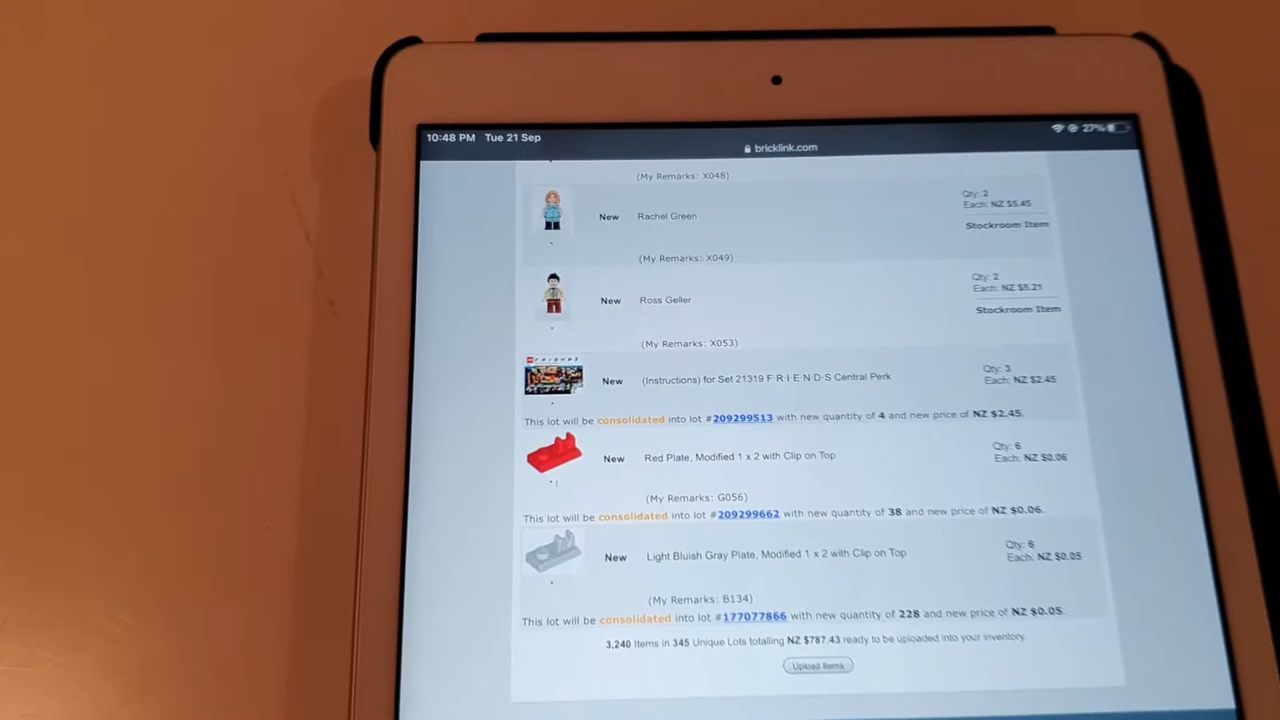 10:48 PM Tue 21 Sep
27%
bricklink.com
(My Remarks: X048)
New Rachel Green
Qty: 2
Each: NZ $5.45
Stockroom Item
(My Remarks: X049)
New Ross Geller
Qty: 2
Each: NZ $5.21
Stockroom Item
(My Remarks: X053)
FRIENDS
New (Instructions) for Set 21319 F·R·I·E·N·D·S Central Perk
Qty: 3
Each: NZ $2.45
This lot will be consolidated into lot #209299513 with new quantity of 4 and new price of NZ $2.45.
New Red Plate, Modified 1 x 2 with Clip on Top
Qty: 6
Each: NZ $0.06
(My Remarks: G056)
This lot will be consolidated into lot #209299662 with new quantity of 38 and new price of NZ $0.06.
New Light Bluish Gray Plate, Modified 1 x 2 with Clip on Top
Qty: 6
Each: NZ $0.05
(My Remarks: B134)
This lot will be consolidated into lot #177077866 with new quantity of 228 and new price of NZ $0.05.
3,240 Items in 345 Unique Lots totalling NZ $787.43 ready to be uploaded into your inventory.
Upload Items